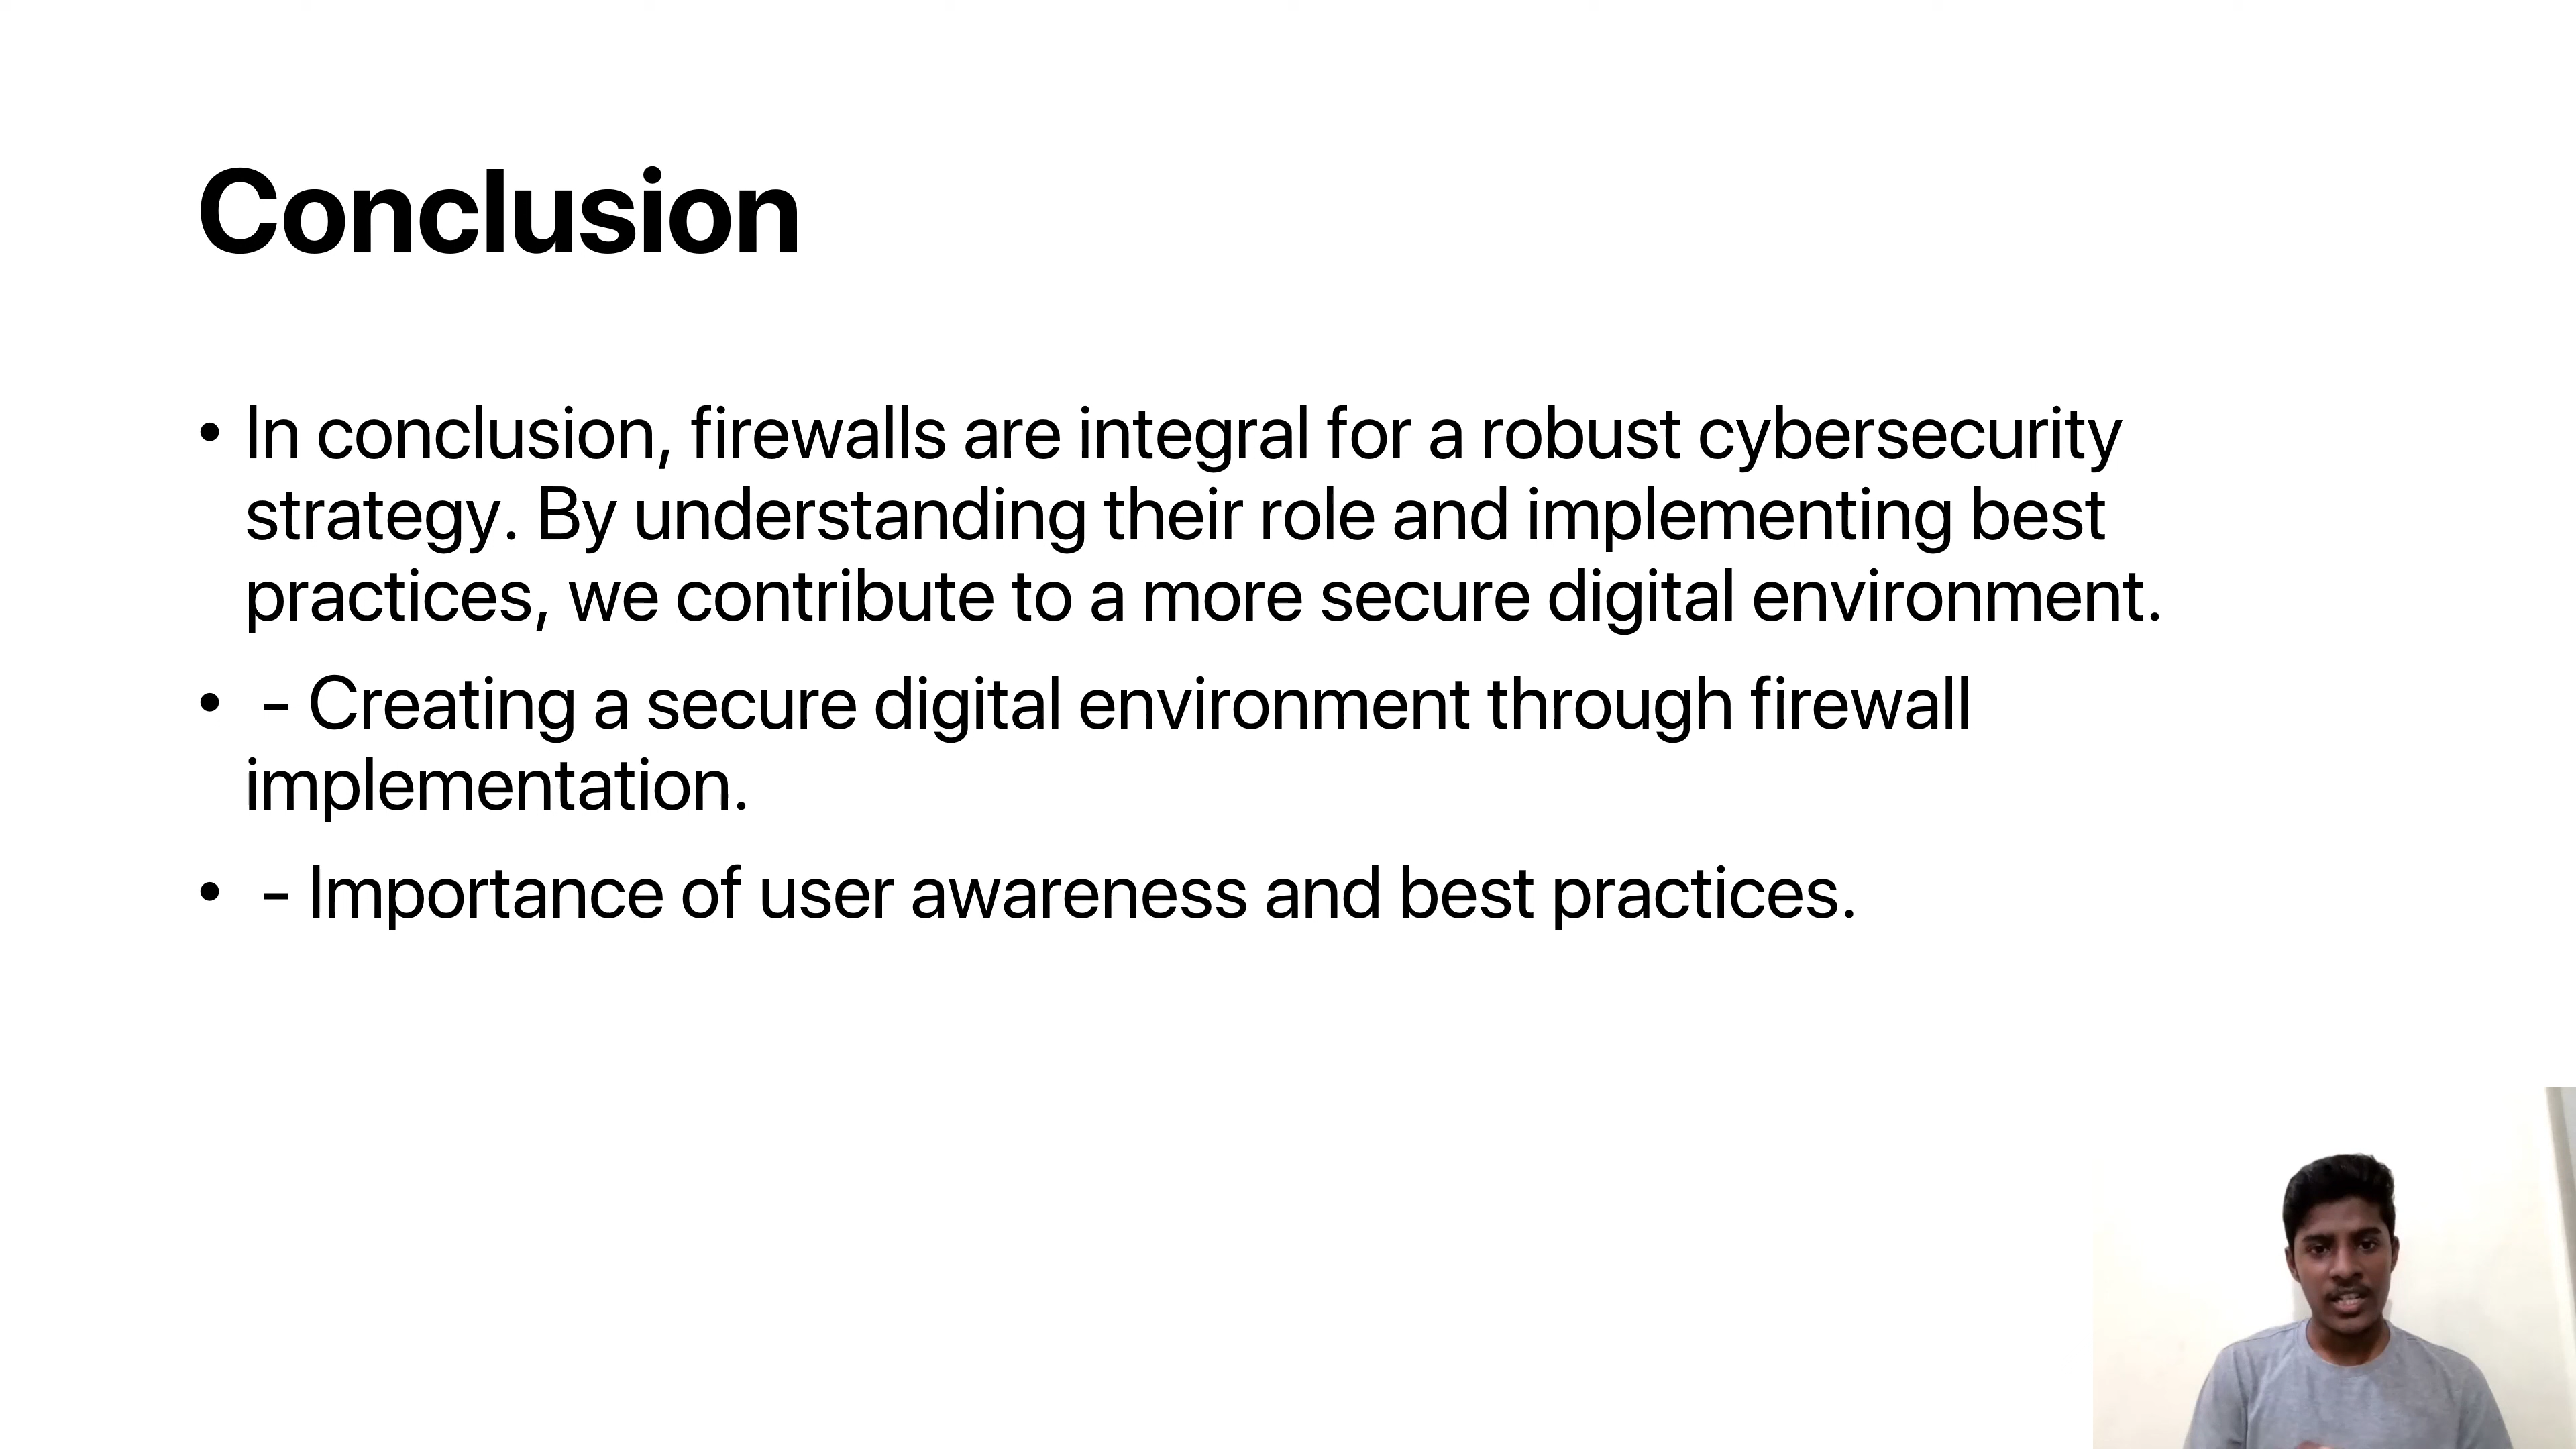 Conclusion
• In conclusion, firewalls are integral for a robust cybersecurity
strategy. By understanding their role and implementing best
practices, we contribute to a more secure digital environment.
• - Creating a secure digital environment through firewall
implementation.
• - Importance of user awareness and best practices.